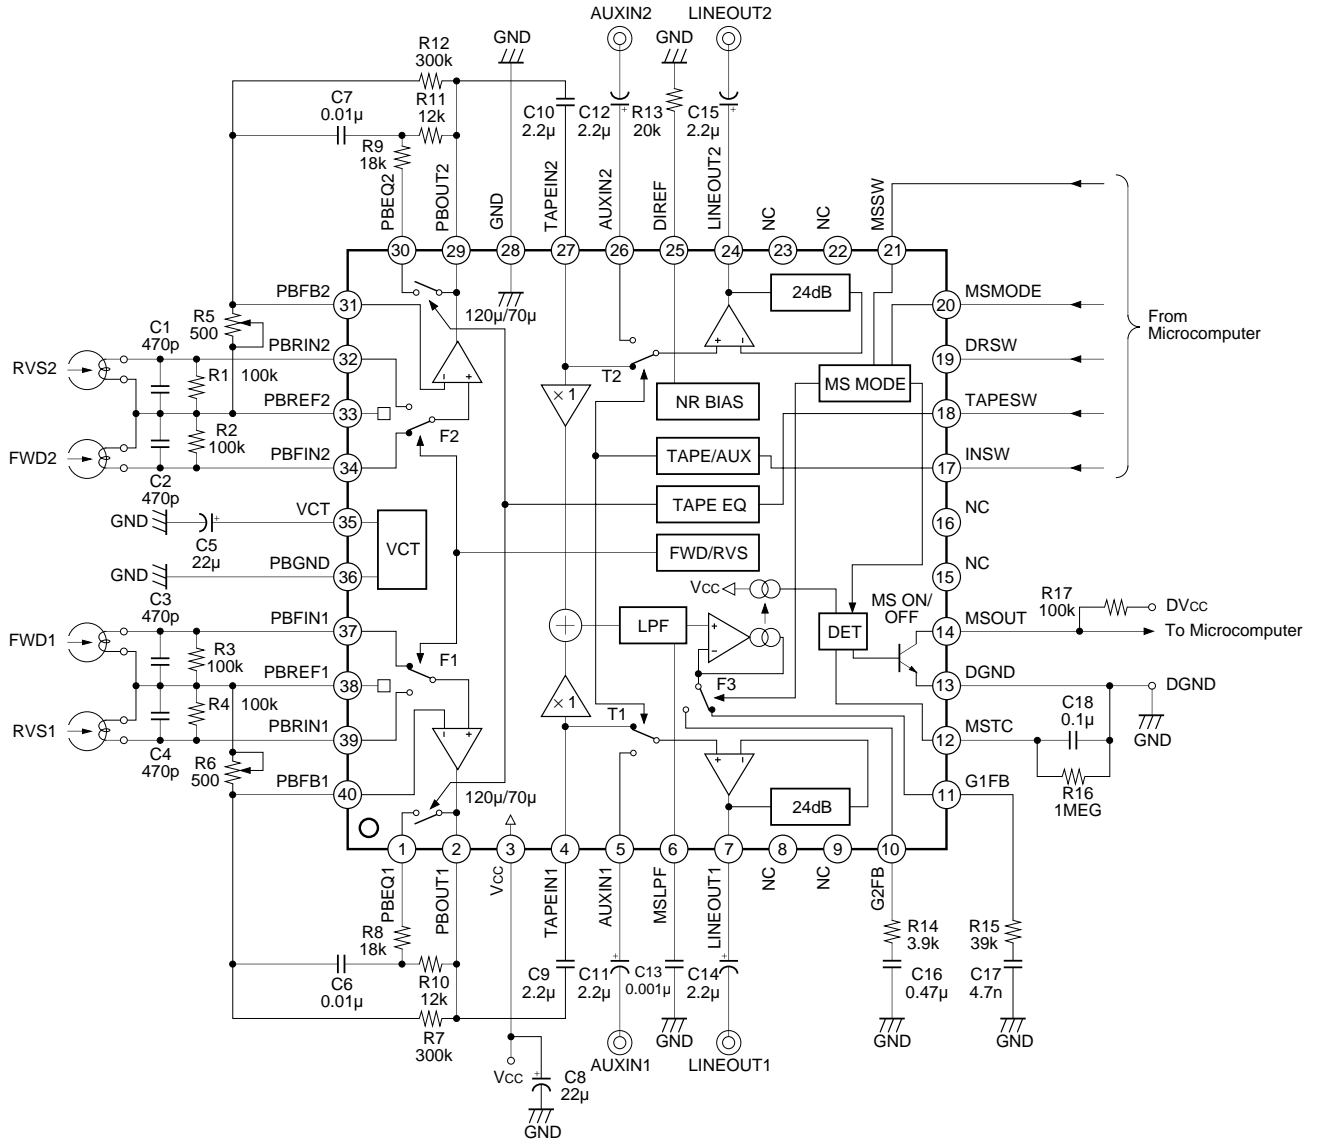 AUXIN2
LINEOUT2
GND
GND
R12
300k
C7
0.01μ
R11
12k
R9
18k
C10
2.2μ
C12
2.2μ
R13
20k
C15
2.2μ
PBEQ2
PBOUT2
GND
TAPEIN2
AUXIN2
DIREF
LINEOUT2
NC
NC
MSSW
30
29
28
27
26
25
24
23
22
21
PBFB2
31
120μ/70μ
24dB
20
MSMODE
From
Microcomputer
R5
500
C1
470p
RVS2
PBRIN2
32
T2
19
DRSW
R1
100k
MS MODE
× 1
NR BIAS
PBREF2
33
18
TAPESW
R2
100k
F2
FWD2
PBFIN2
34
TAPE/AUX
17
INSW
C2
470p
TAPE EQ
VCT
GND
35
16
NC
C5
22μ
VCT
FWD/RVS
PBGND
GND
36
15
NC
C3
470p
VCC
MS ON/
OFF
R17
100k
DVCC
FWD1
PBFIN1
37
LPF
+
–
DET
14
MSOUT
To Microcomputer
R3
100k
F1
PBREF1
38
F3
13
DGND
DGND
R4
100k
× 1
C18
0.1μ
GND
RVS1
PBRIN1
39
T1
12
MSTC
C4
470p
R6
500
R16
1MEG
PBFB1
40
120μ/70μ
24dB
11
G1FB
1
2
3
4
5
6
7
8
9
10
PBEQ1
PBOUT1
VCC
TAPEIN1
AUXIN1
MSLPF
LINEOUT1
NC
NC
G2FB
R8
18k
R14
3.9k
R15
39k
C6
0.01μ
R10
12k
C9
2.2μ
C11
2.2μ
C13
0.001μ
C14
2.2μ
C16
0.47μ
C17
4.7n
R7
300k
GND
GND
GND
AUXIN1
LINEOUT1
VCC
C8
22μ
GND